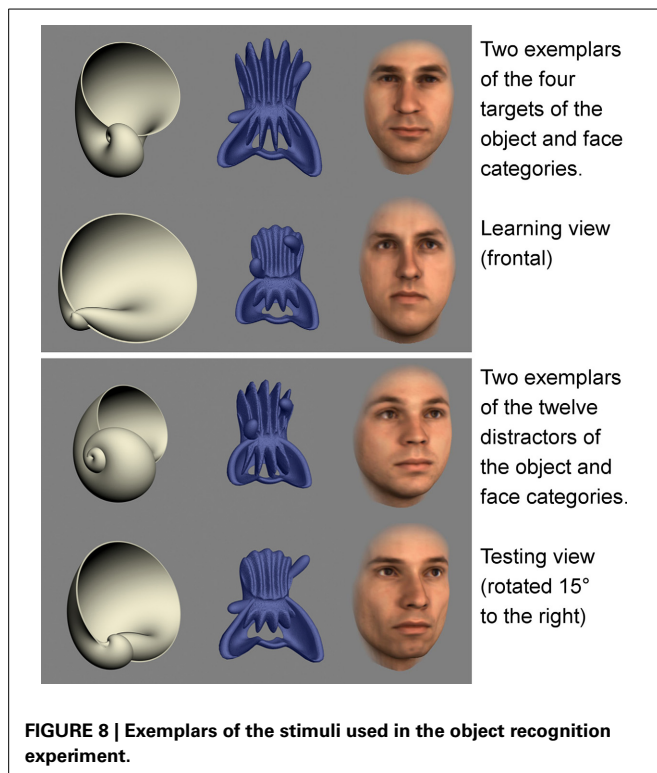 Two exemplars
of the four
targets of the
object and face
categories.
Learning view
(frontal)
Two exemplars
of the twelve
distractors of
the object and
face categories.
Testing view
(rotated 15°
to the right)
FIGURE 8 | Exemplars of the stimuli used in the object recognition
experiment.